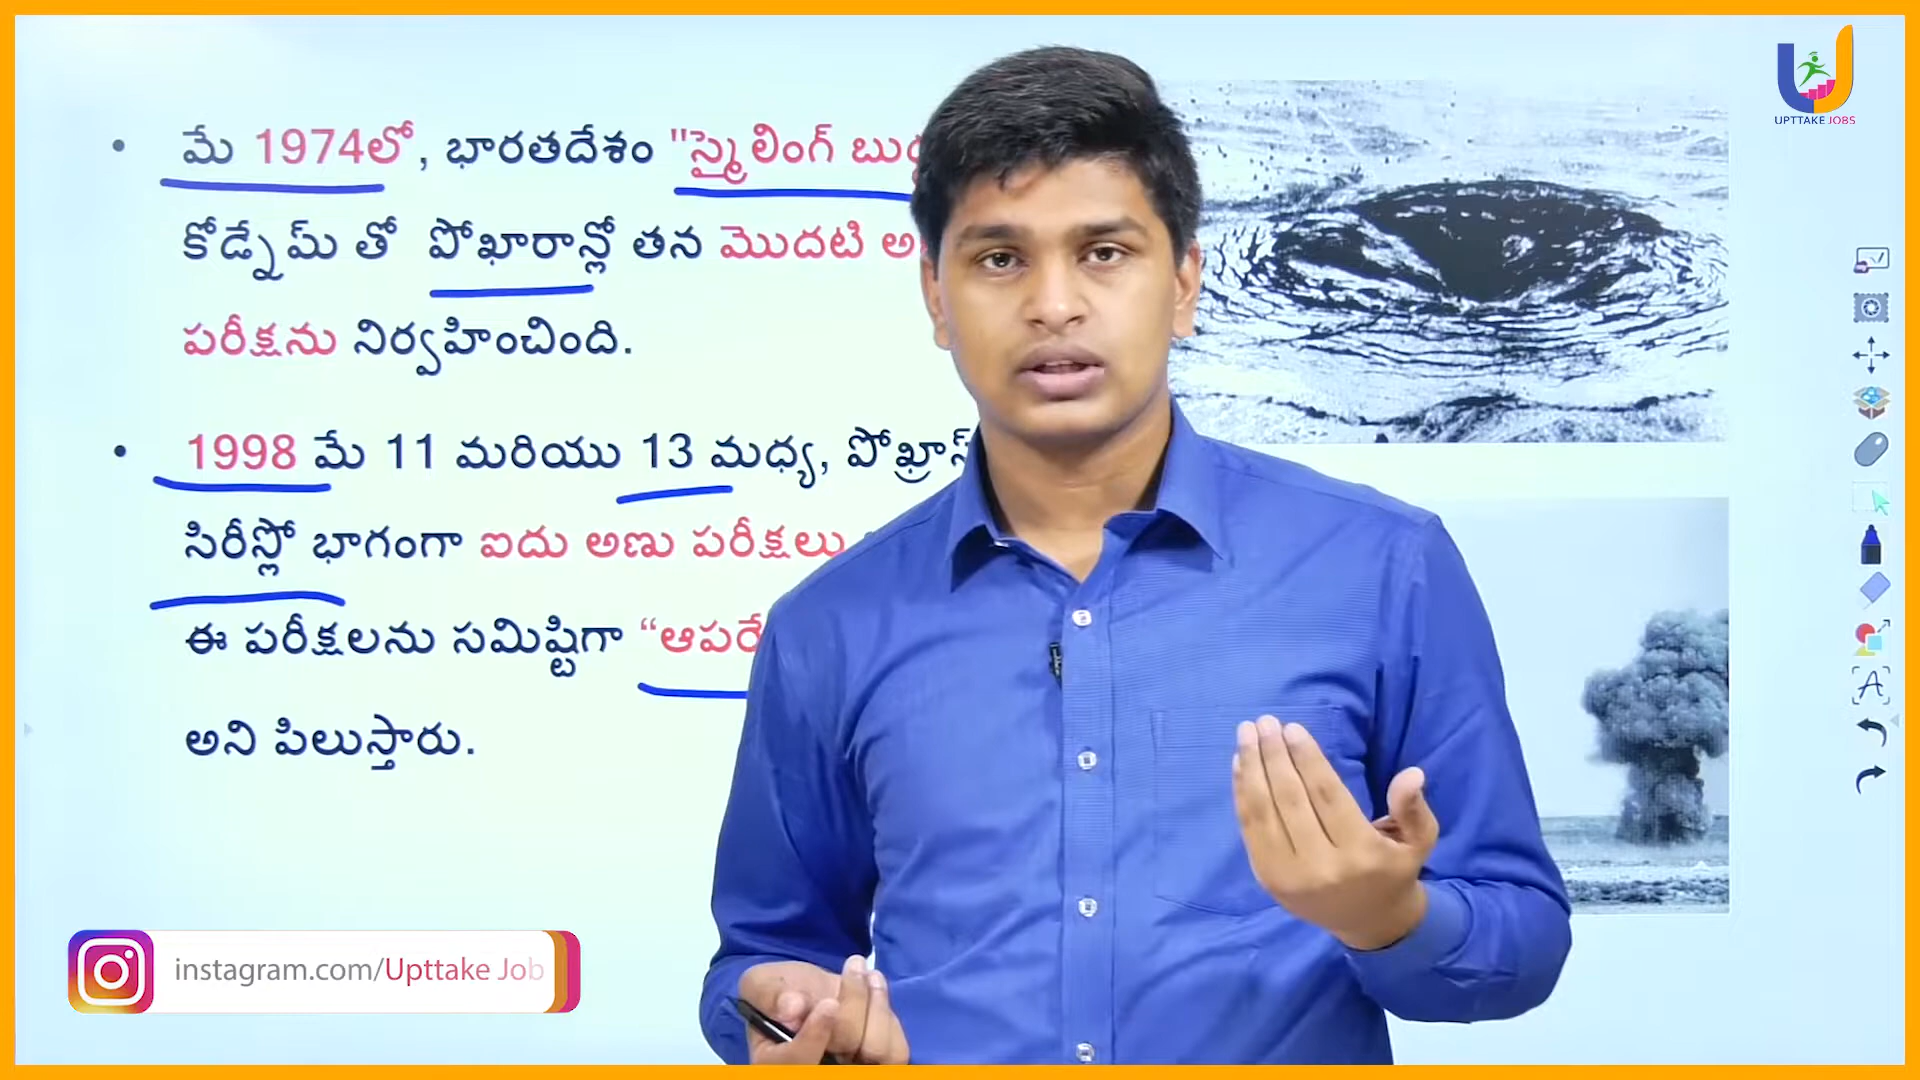 మే 1974లో, భారతదేశం "స్మైలింగ్
కోడ్నేమ్ తో పోఖారాన్లో తన మొదటి
పరీక్షను నిర్వహించింది.
1998 మే 11 మరియు 13 మధ్య,
సిరీస్లో భాగంగా ఐదు అణు పరీక్షలు
ఈ పరీక్షలను సమిష్టిగా
అని పిలుస్తారు.
instagram.com/Upttake Job
UPTTAKE JOBS